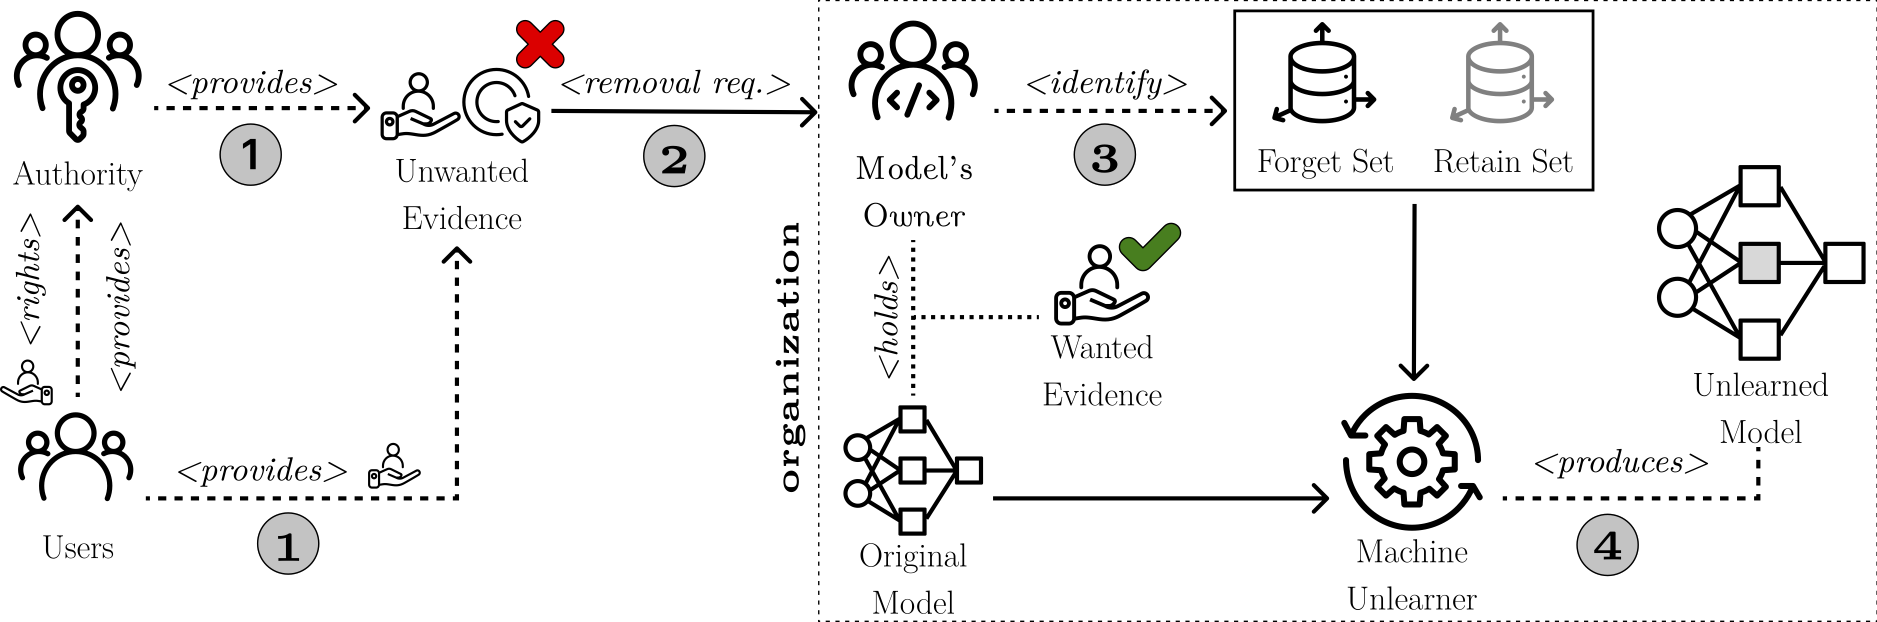 <provides>
1
Authority
<rights>
<provides>
Users
<provides>
1
Unwanted
Evidence
<removal req.>
2
organization
Model's
Owner
<identify>
3
Forget Set
Retain Set
<holds>
Wanted
Evidence
Original
Model
Machine
Unlearner
<produces>
4
Unlearned
Model